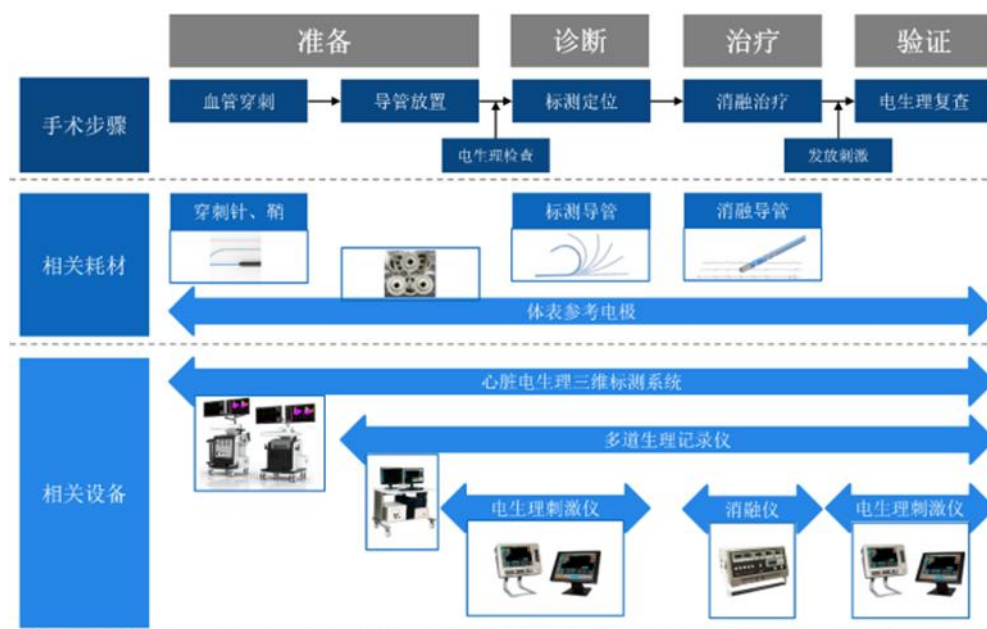 准备
诊断
治疗
验证
手术步骤
血管穿刺
导管放置
标测定位
消融治疗
电生理复查
电生理检查
发放刺激
相关耗材
穿刺针、鞘
标测导管
消融导管
体表参考电极
相关设备
心脏电生理三维标测系统
多道生理记录仪
电生理刺激仪
消融仪
电生理刺激仪